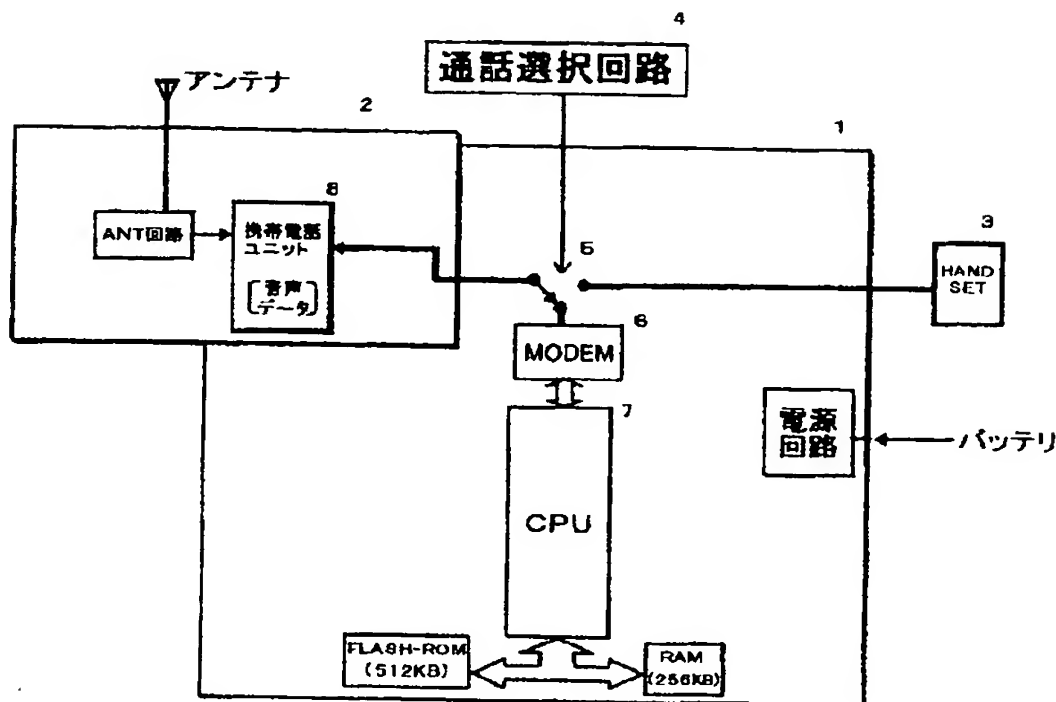 4
通話選択回路
アンテナ
2
1
8
ANT回路
携帯電話
ユニット
音声
データ
5
3
HAND
SET
6
MODEM
7
電源
回路
バッテリ
CPU
FLASH-ROM
(512KB)
RAM
(256KB)